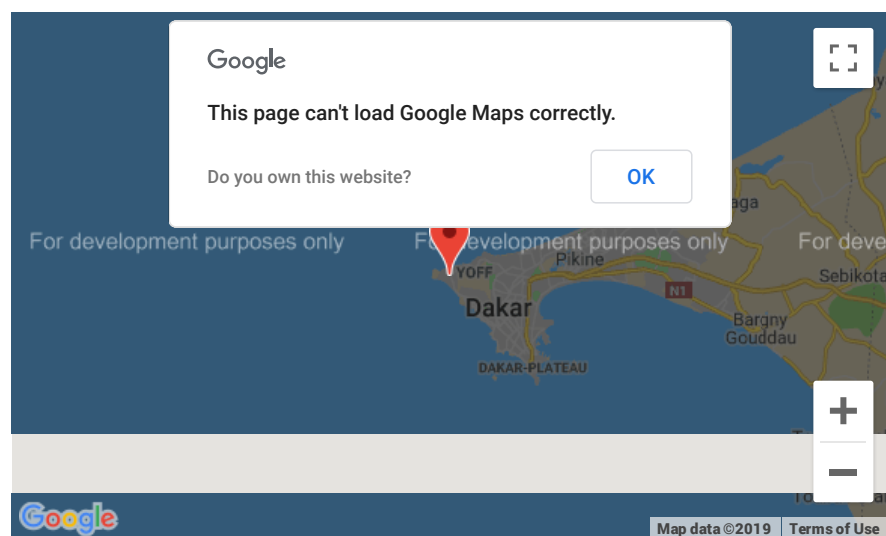 Google
This page can't load Google Maps correctly.
Do you own this website?
OK
aga
For development purposes only
evelopment purposes only
For deve
YOFF
Pikine
Sebikota
N1
Dakar
Bargny
Gouddau
DAKAR-PLATEAU
Google
Map data ©2019
Terms of Use